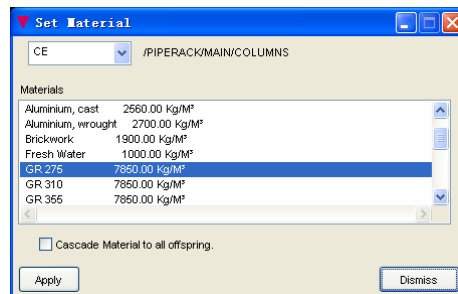 Set Material
CE /PIPERACK/MAIN/COLUMNS
Materials
Aluminium, cast 2560.00 Kg/M³
Aluminium, wrought 2700.00 Kg/M³
Brickwork 1900.00 Kg/M³
Fresh Water 1000.00 Kg/M³
GR 275 7850.00 Kg/M³
GR 310 7850.00 Kg/M³
GR 355 7850.00 Kg/M³
Cascade Material to all offspring.
Apply Dismiss